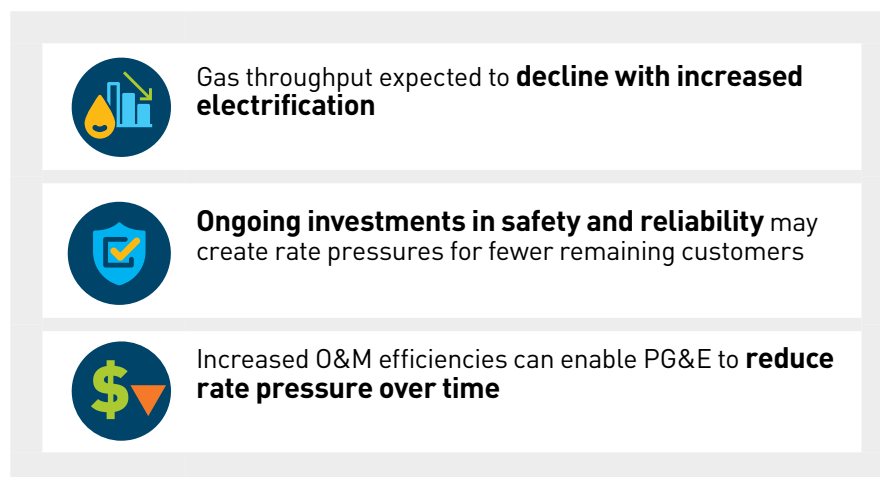 Gas throughput expected to decline with increased
electrification
Ongoing investments in safety and reliability may
create rate pressures for fewer remaining customers
Increased O&M efficiencies can enable PG&E to reduce
rate pressure over time